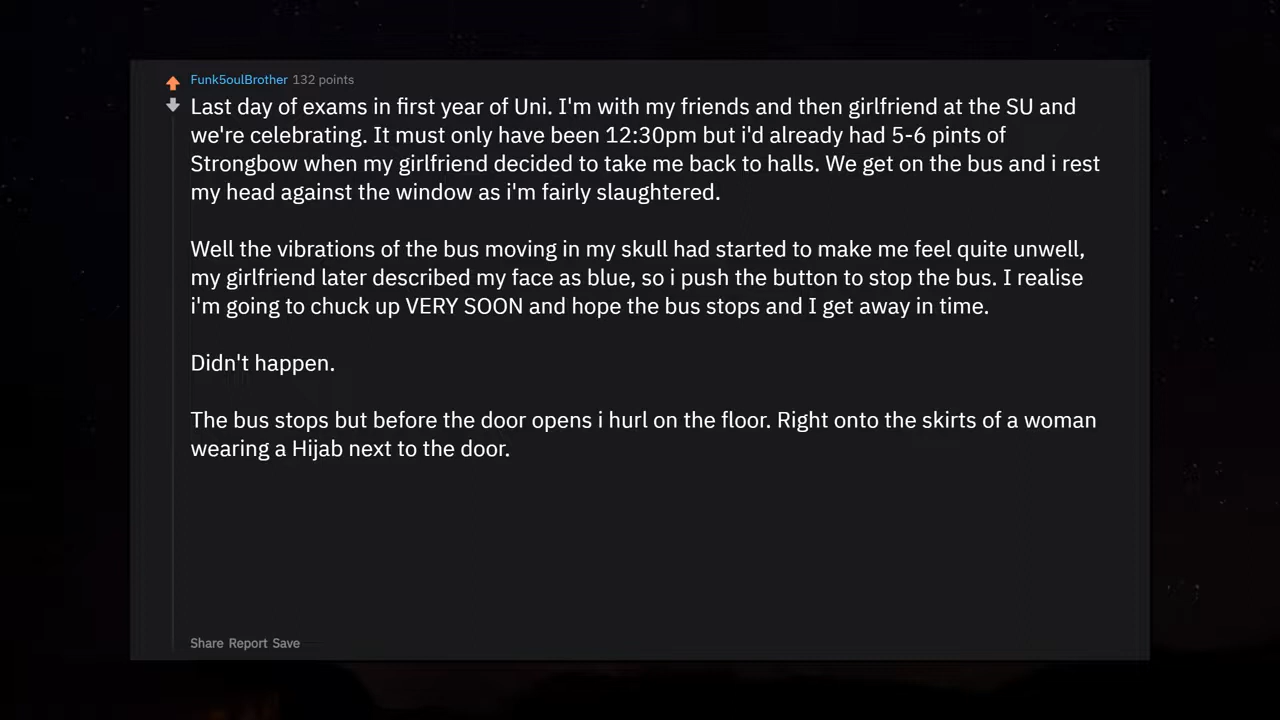 Funk5oulBrother 132 points
Last day of exams in first year of Uni. I'm with my friends and then girlfriend at the SU and
we're celebrating. It must only have been 12:30pm but i'd already had 5-6 pints of
Strongbow when my girlfriend decided to take me back to halls. We get on the bus and i rest
my head against the window as i'm fairly slaughtered.
Well the vibrations of the bus moving in my skull had started to make me feel quite unwell,
my girlfriend later described my face as blue, so i push the button to stop the bus. I realise
i'm going to chuck up VERY SOON and hope the bus stops and I get away in time.
Didn't happen.
The bus stops but before the door opens i hurl on the floor. Right onto the skirts of a woman
wearing a Hijab next to the door.
Share Report Save